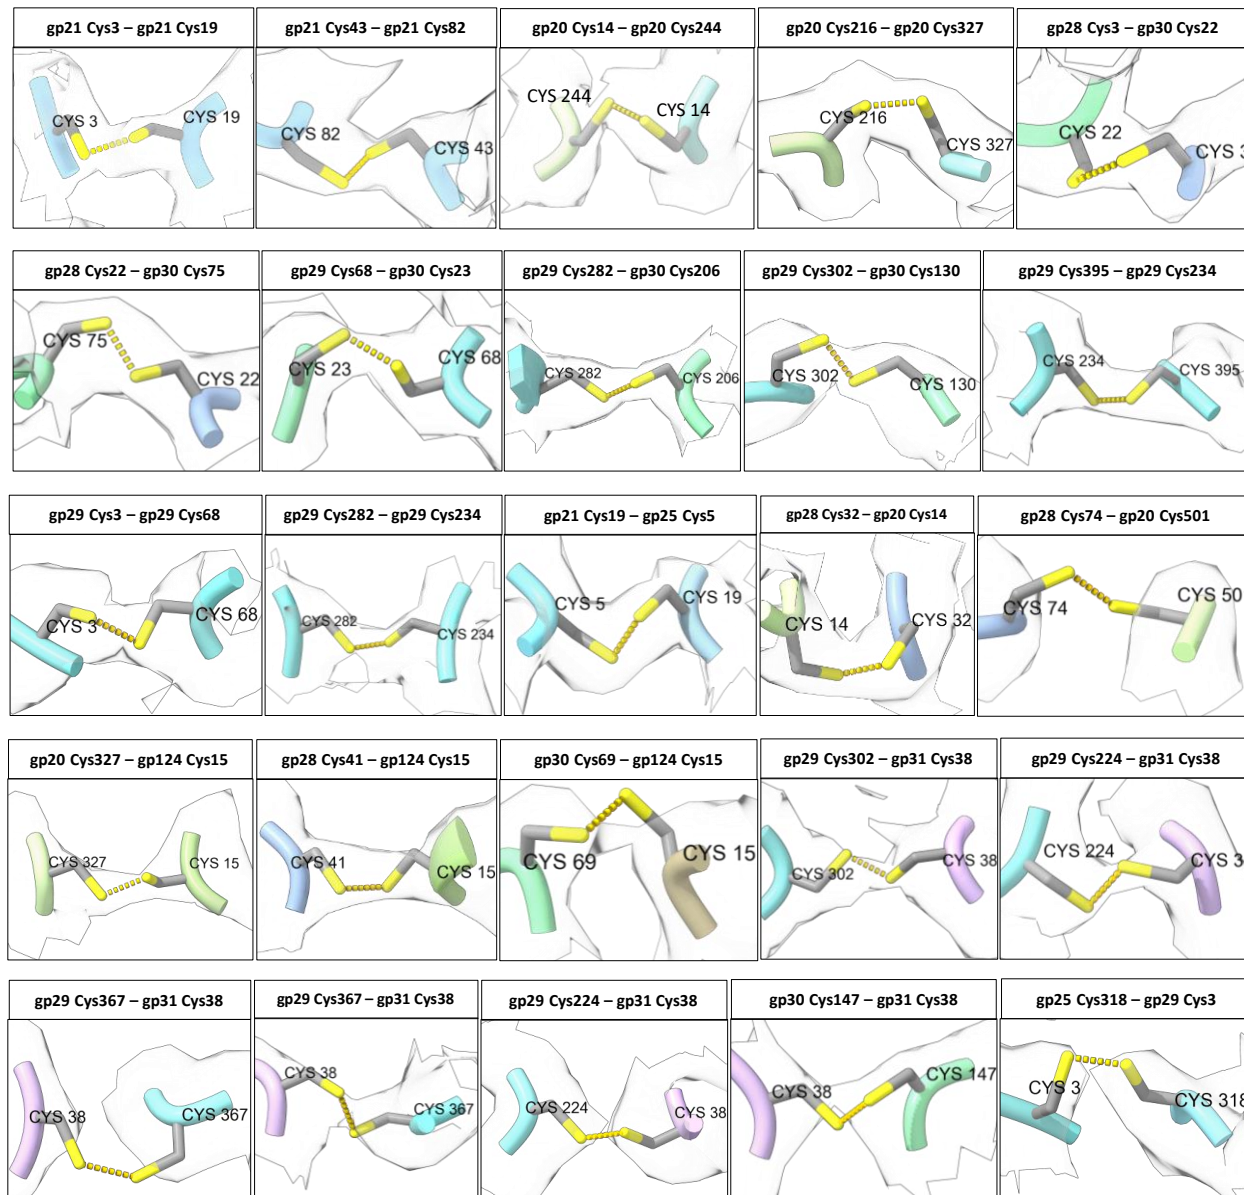 gp21 Cys3 – gp21 Cys19
gp21 Cys43 – gp21 Cys82
gp20 Cys14 – gp20 Cys244
gp20 Cys216 – gp20 Cys327
gp28 Cys3 – gp30 Cys22
CYS 3
CYS 19
CYS 82
CYS 43
CYS 244
CYS 14
CYS 216
CYS 327
CYS 22
CYS 3
gp28 Cys22 – gp30 Cys75
gp29 Cys68 – gp30 Cys23
gp29 Cys282 – gp30 Cys206
gp29 Cys302 – gp30 Cys130
gp29 Cys395 – gp29 Cys234
CYS 75
CYS 22
CYS 23
CYS 68
CYS 282
CYS 206
CYS 302
CYS 130
CYS 234
CYS 395
gp29 Cys3 – gp29 Cys68
gp29 Cys282 – gp29 Cys234
gp21 Cys19 – gp25 Cys5
gp28 Cys32 – gp20 Cys14
gp28 Cys74 – gp20 Cys501
CYS 3
CYS 68
CYS 282
CYS 234
CYS 5
CYS 19
CYS 14
CYS 32
CYS 74
CYS 50
gp20 Cys327 – gp124 Cys15
gp28 Cys41 – gp124 Cys15
gp30 Cys69 – gp124 Cys15
gp29 Cys302 – gp31 Cys38
gp29 Cys224 – gp31 Cys38
CYS 327
CYS 15
CYS 41
CYS 15
CYS 69
CYS 15
CYS 302
CYS 38
CYS 224
CYS 3
gp29 Cys367 – gp31 Cys38
gp29 Cys367 – gp31 Cys38
gp29 Cys224 – gp31 Cys38
gp30 Cys147 – gp31 Cys38
gp25 Cys318 – gp29 Cys3
CYS 38
CYS 367
CYS 38
CYS 367
CYS 224
CYS 38
CYS 38
CYS 147
CYS 3
CYS 318